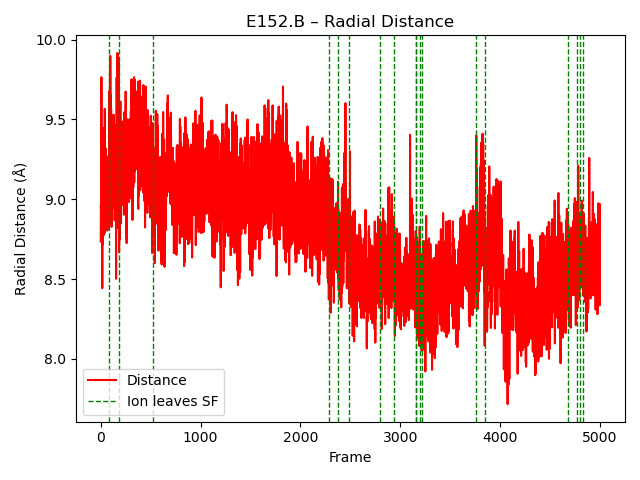 E152.B – Radial Distance
10.0
9.5
9.0
8.5
8.0
Radial Distance (Å)
Distance
Ion leaves SF
0 1000 2000 3000 4000 5000
Frame